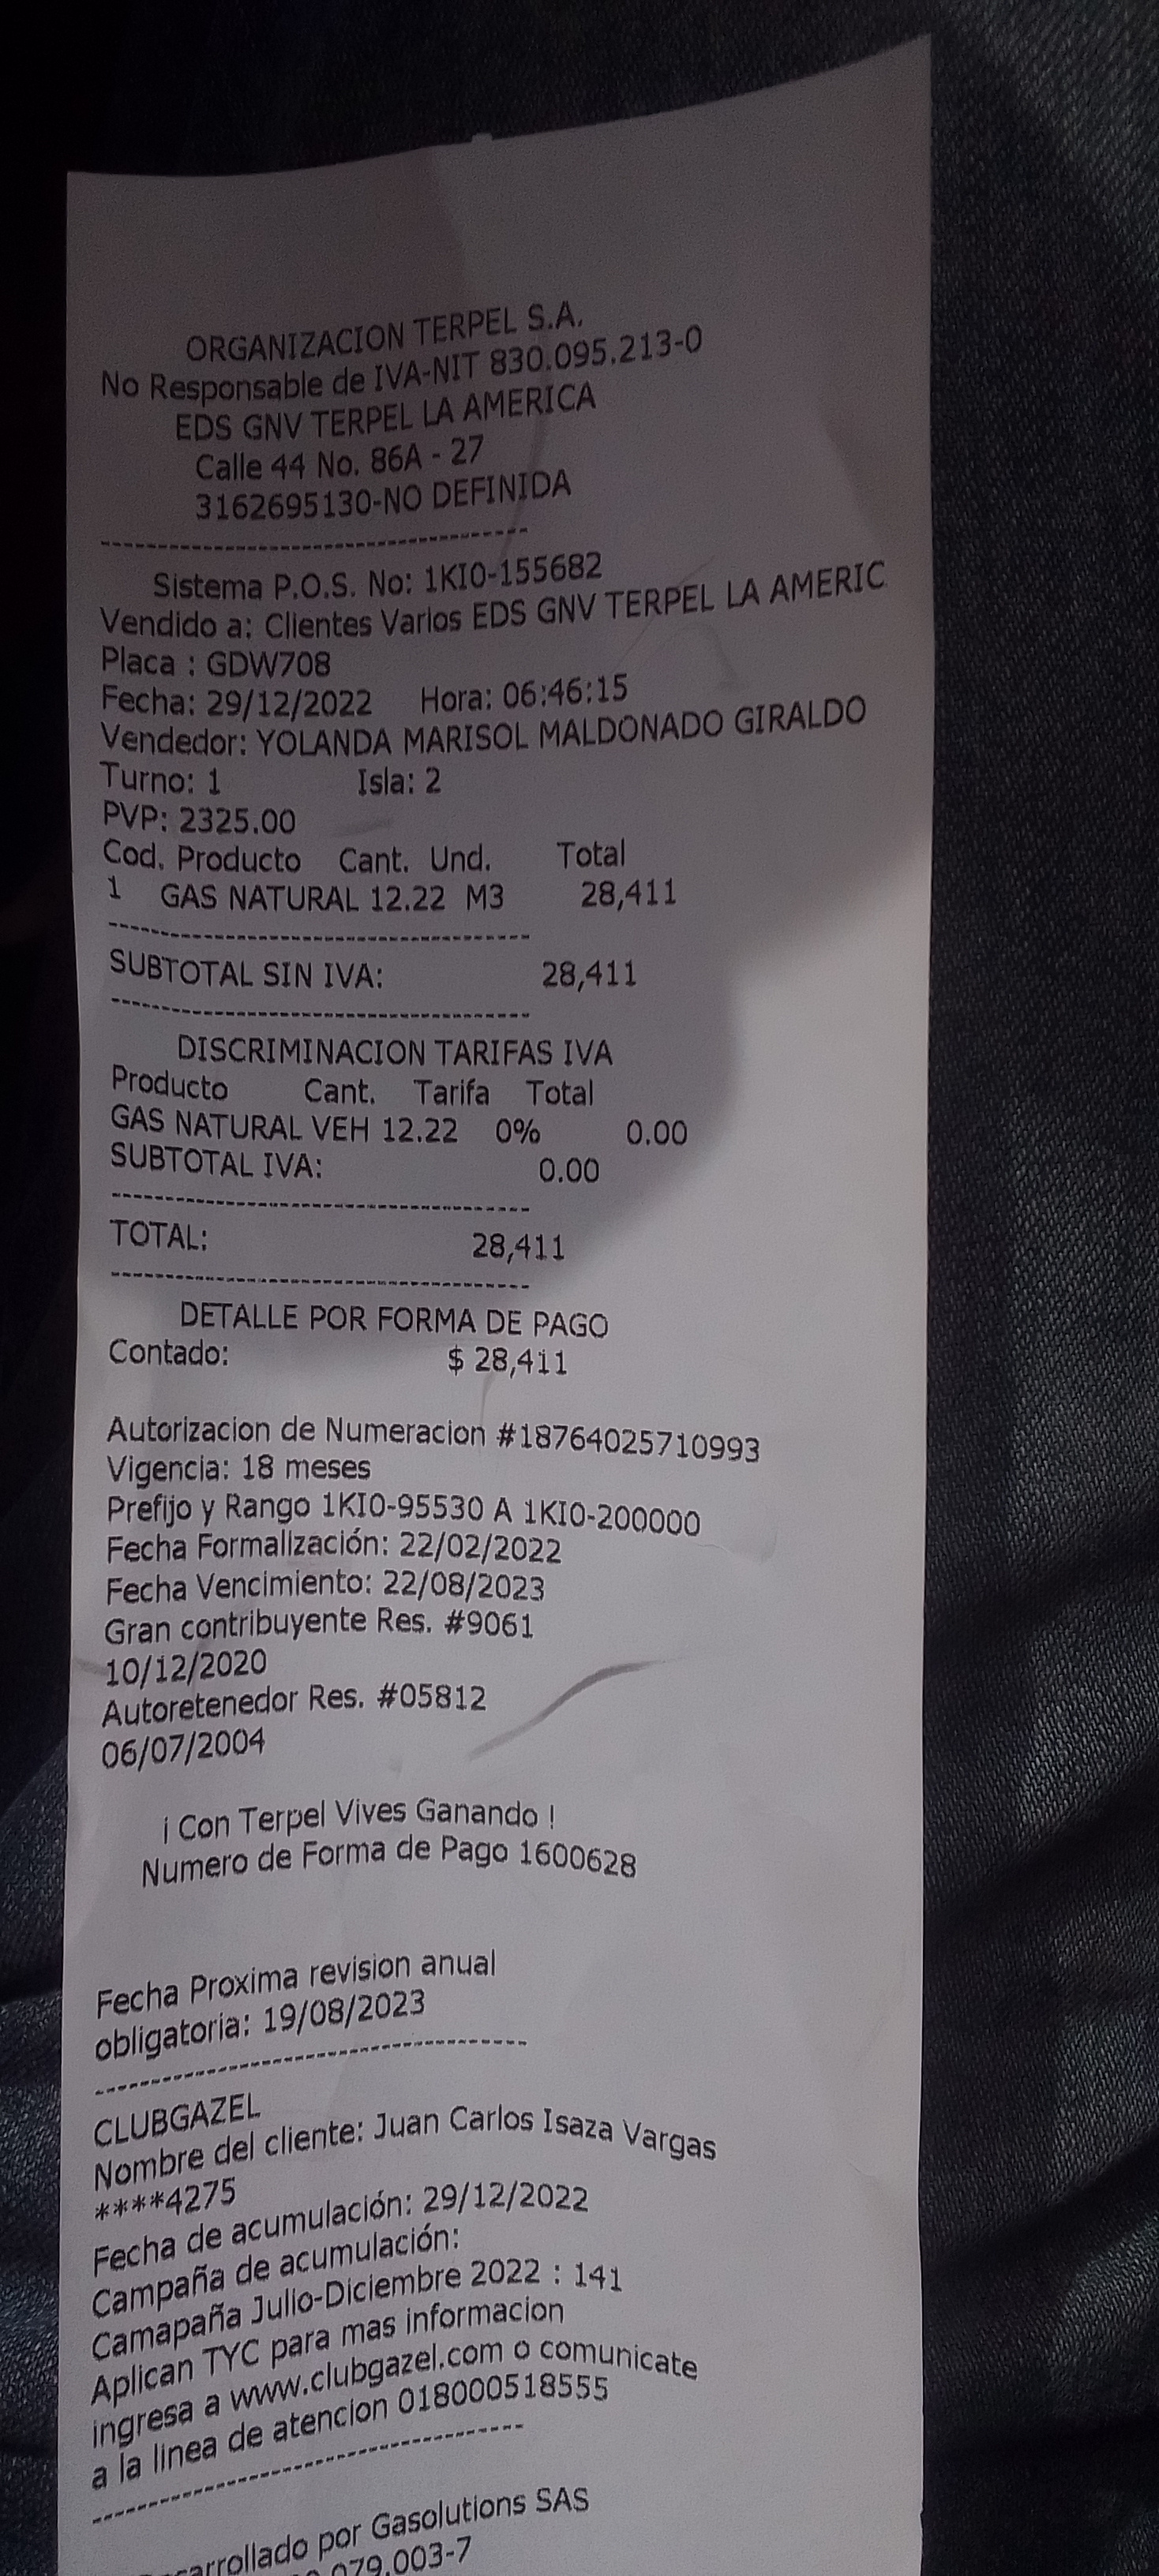 ORGANIZACION TERPEL S.A.
No Responsable de IVA-NIT 830.095.213-0
EDS GNV TERPEL LA AMERICA
Calle 44 No. 86A - 27
3162695130-NO DEFINIDA
------------------------------------
Sistema P.O.S. No: 1KI0-155682
Vendido a: Clientes Varios EDS GNV TERPEL LA AMERIC
Placa : GDW708
Fecha: 29/12/2022 Hora: 06:46:15
Vendedor: YOLANDA MARISOL MALDONADO GIRALDO
Turno: 1 Isla: 2
PVP: 2325.00
Cod. Producto Cant. Und. Total
1 GAS NATURAL 12.22 M3 28,411
------------------------------------
SUBTOTAL SIN IVA: 28,411
------------------------------------
DISCRIMINACION TARIFAS IVA
Producto Cant. Tarifa Total
GAS NATURAL VEH 12.22 0% 0.00
SUBTOTAL IVA: 0.00
------------------------------------
TOTAL: 28,411
------------------------------------
DETALLE POR FORMA DE PAGO
Contado: $ 28,411
Autorizacion de Numeracion #18764025710993
Vigencia: 18 meses
Prefijo y Rango 1KI0-95530 A 1KI0-200000
Fecha Formalización: 22/02/2022
Fecha Vencimiento: 22/08/2023
Gran contribuyente Res. #9061
10/12/2020
Autoretenedor Res. #05812
06/07/2004
¡ Con Terpel Vives Ganando !
Numero de Forma de Pago 1600628
Fecha Proxima revision anual
obligatoria: 19/08/2023
------------------------------------
CLUBGAZEL
Nombre del cliente: Juan Carlos Isaza Vargas
****4275
Fecha de acumulación: 29/12/2022
Campaña de acumulación:
Camapaña Julio-Diciembre 2022 : 141
Aplican TYC para mas informacion
ingresa a www.clubgazel.com o comunicate
a la linea de atencion 018000518555
------------------------------------
por Gasolutions SAS
079.003-7